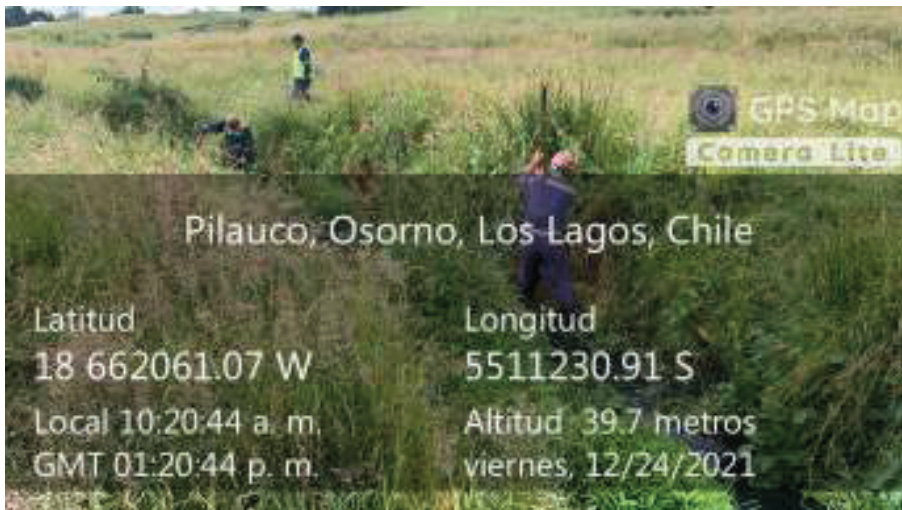 GPS Map
Camera Lite
Pilauco, Osorno, Los Lagos, Chile
Latitud
18 662061.07 W
Longitud
5511230.91 S
Local 10:20:44 a. m.
GMT 01:20:44 p. m.
Altitud 39.7 metros
viernes, 12/24/2021